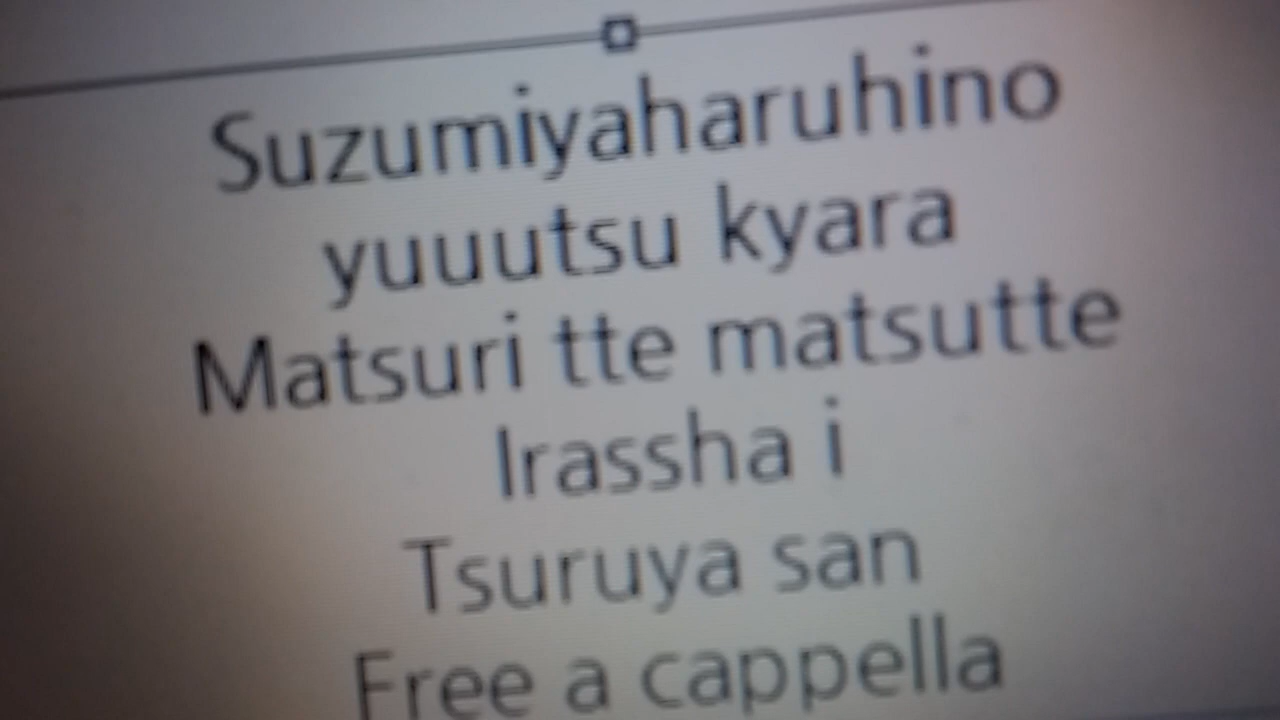 Suzumiyaharuhino
yuuutsu kyara
Matsuri tte matsutte
Irassha i
Tsuruya san
Free a cappella